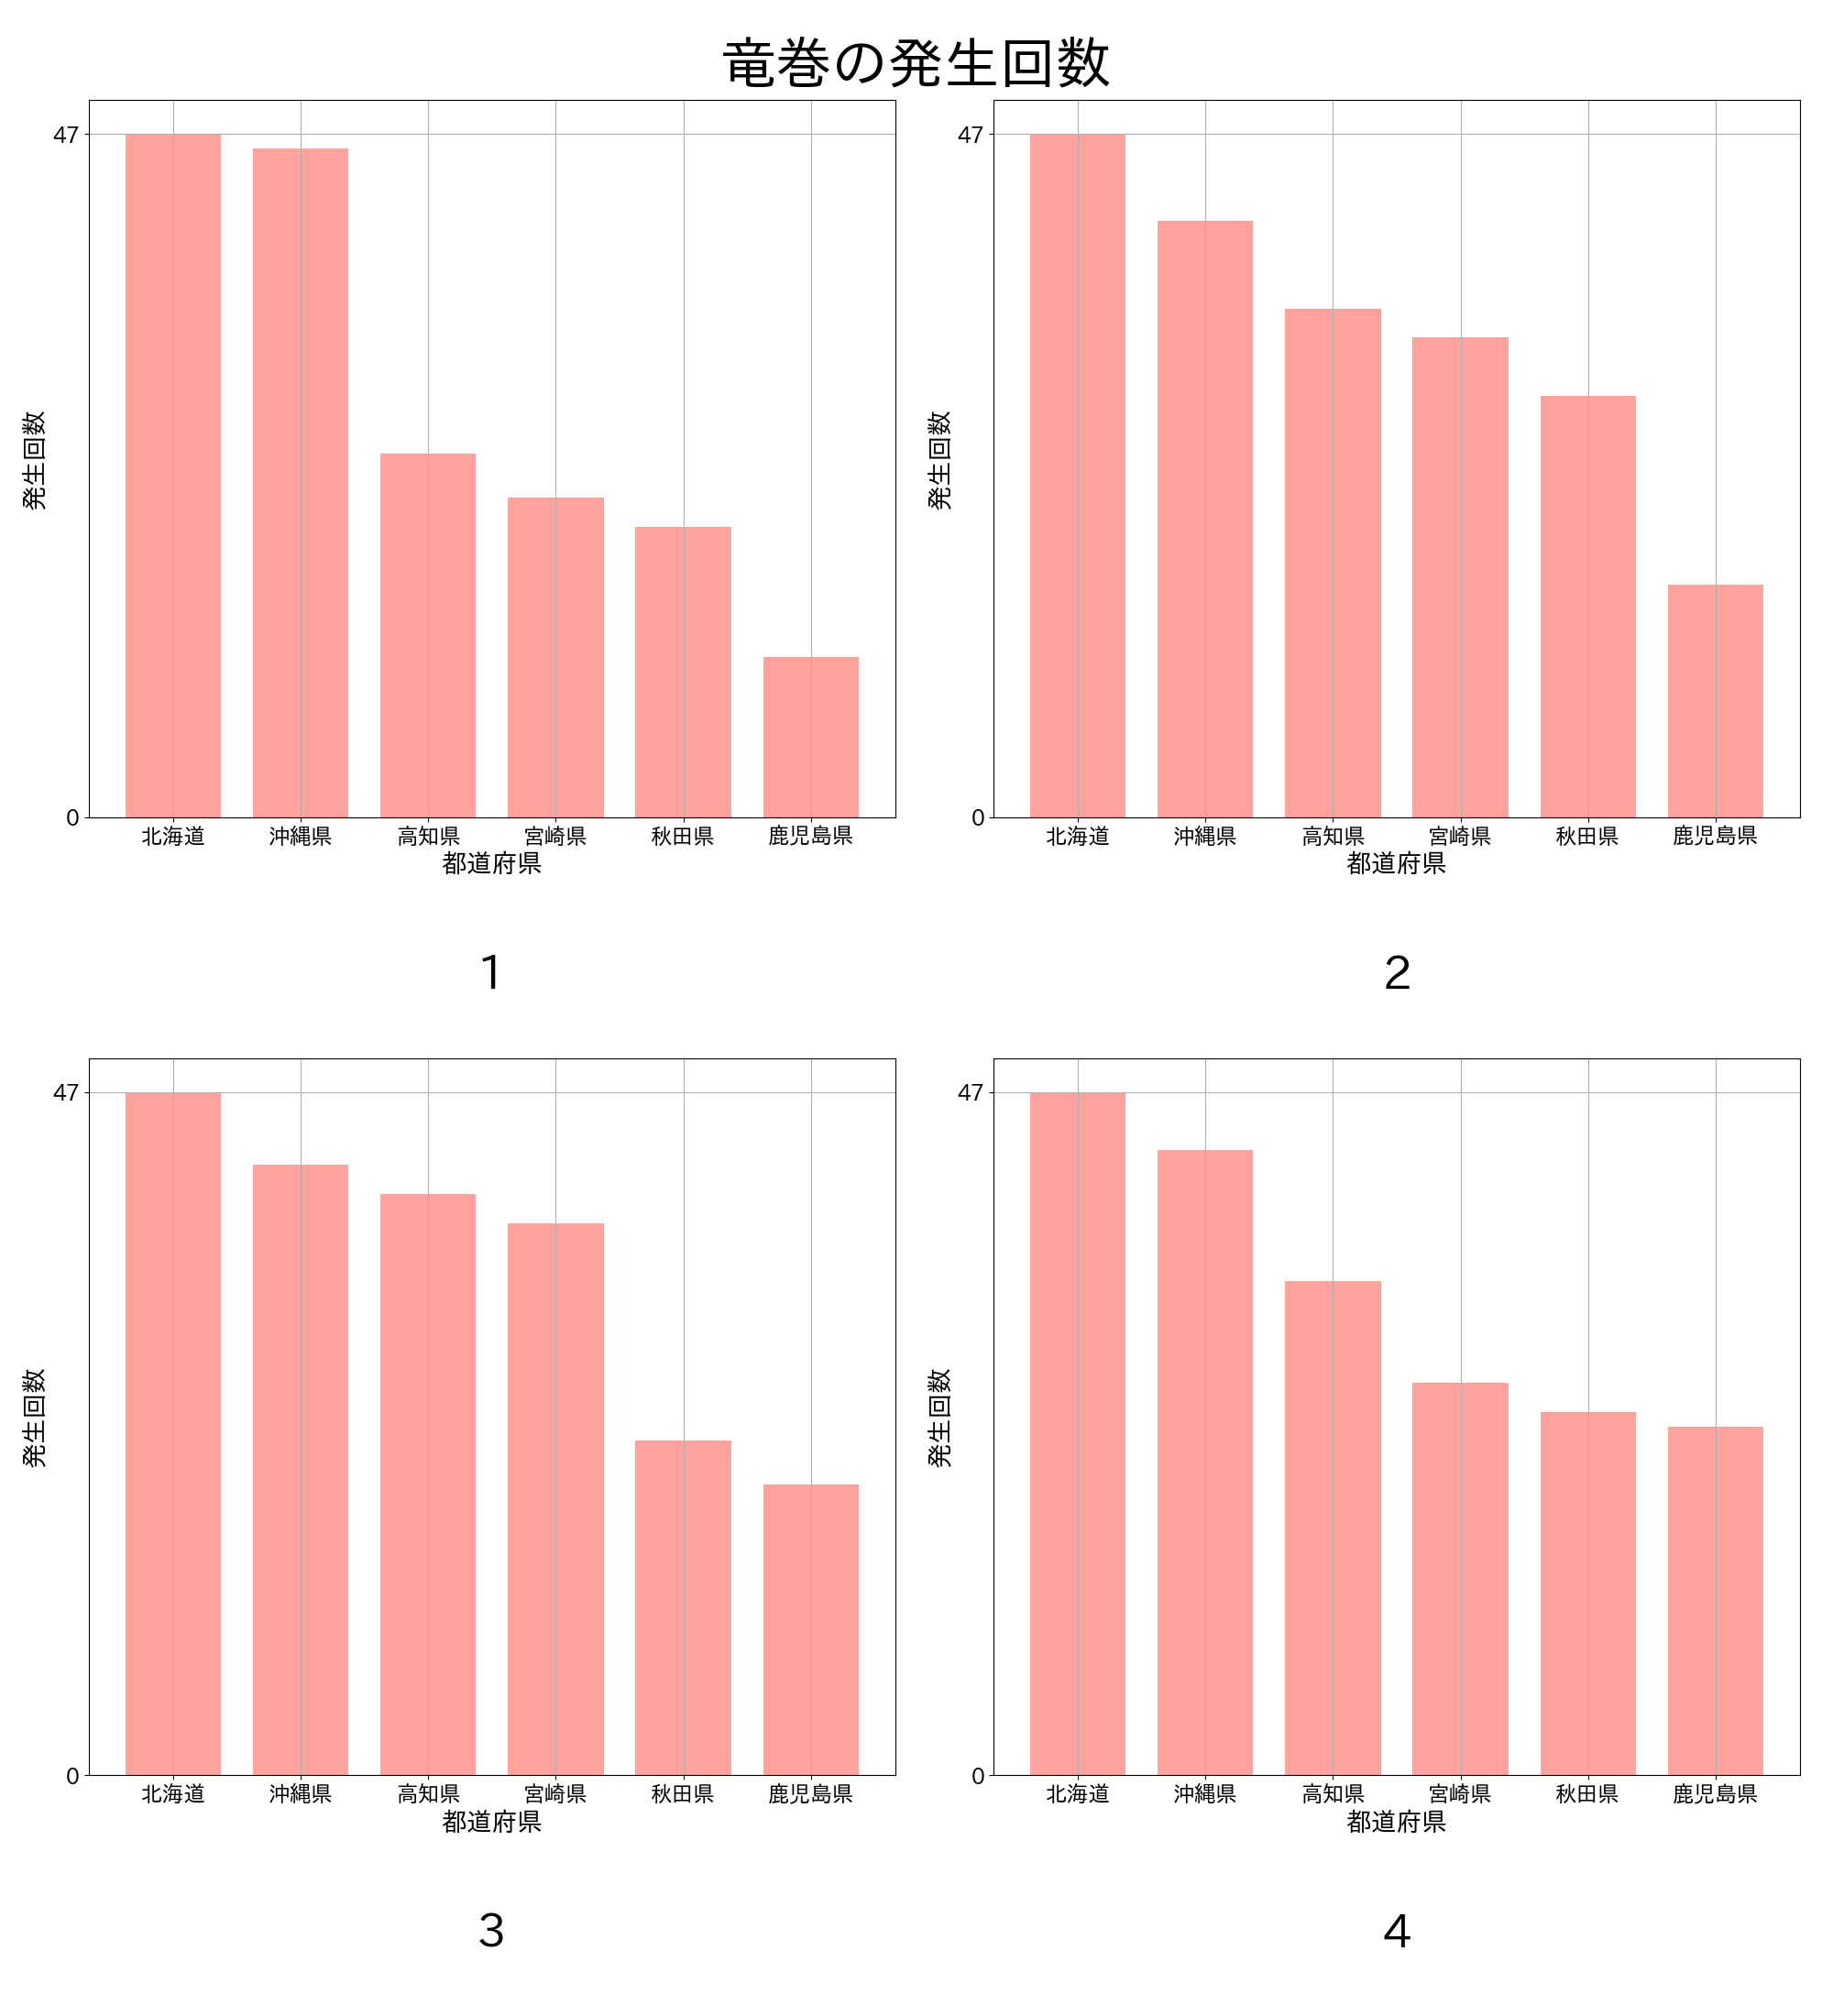 竜巻の発生回数
47
0
発生回数
北海道 沖縄県 高知県 宮崎県 秋田県 鹿児島県
都道府県
1
47
0
発生回数
北海道 沖縄県 高知県 宮崎県 秋田県 鹿児島県
都道府県
2
47
0
発生回数
北海道 沖縄県 高知県 宮崎県 秋田県 鹿児島県
都道府県
3
47
0
発生回数
北海道 沖縄県 高知県 宮崎県 秋田県 鹿児島県
都道府県
4